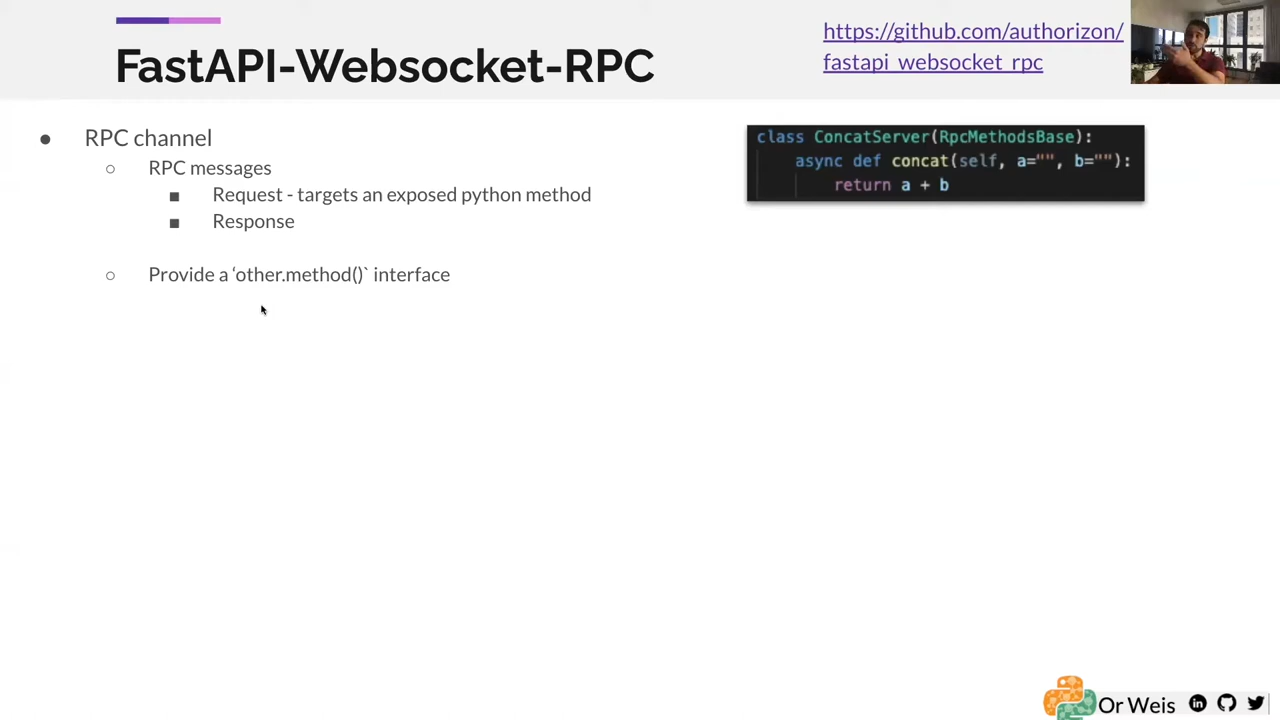 FastAPI-Websocket-RPC
https://github.com/authorizon/
fastapi_websocket_rpc
RPC channel
RPC messages
Request - targets an exposed python method
Response
Provide a ‘other.method()` interface
class ConcatServer(RpcMethodsBase):
async def concat(self, a="", b=""):
return a + b
Or Weis